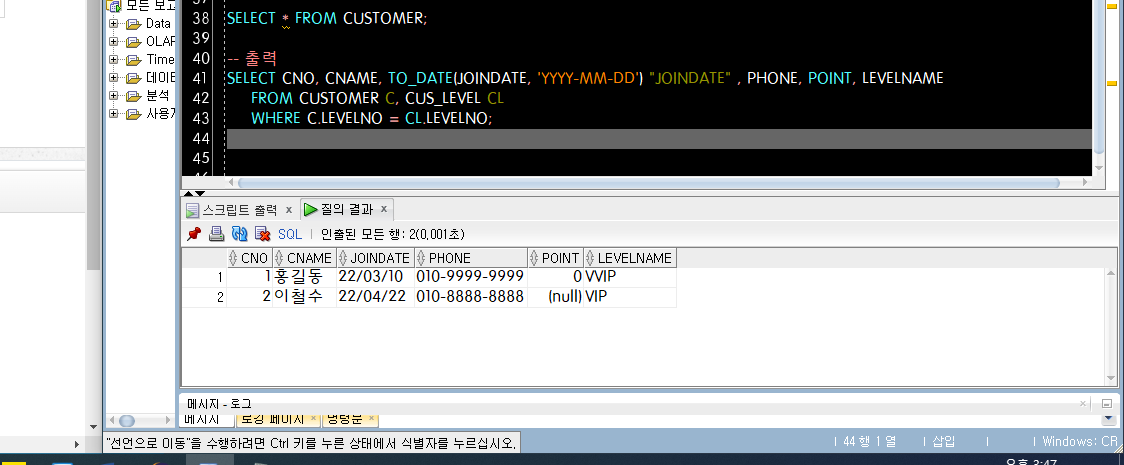 모든 보고
Data
OLAP
Time
데이트
분석
사용자
38 SELECT * FROM CUSTOMER;
39
40 -- 출력
41 SELECT CNO, CNAME, TO_DATE(JOINDATE, 'YYYY-MM-DD') "JOINDATE" , PHONE, POINT, LEVELNAME
42 FROM CUSTOMER C, CUS_LEVEL CL
43 WHERE C.LEVELNO = CL.LEVELNO;
44
45
스크립트 출력 x 질의 결과 x
SQL | 인출된 모든 행: 2(0,001초)
CNO CNAME JOINDATE PHONE POINT LEVELNAME
1 1 홍길동 22/03/10 010-9999-9999 0 VVIP
2 2 이철수 22/04/22 010-8888-8888 (null) VIP
메시지 - 로그
메시지 로깅 페이지 x 명령문 x
"선언으로 이동"을 수행하려면 Ctrl 키를 누른 상태에서 식별자를 누르십시오.
44 행 1 열 | 삽입 | | Windows: CR
오후 3:47